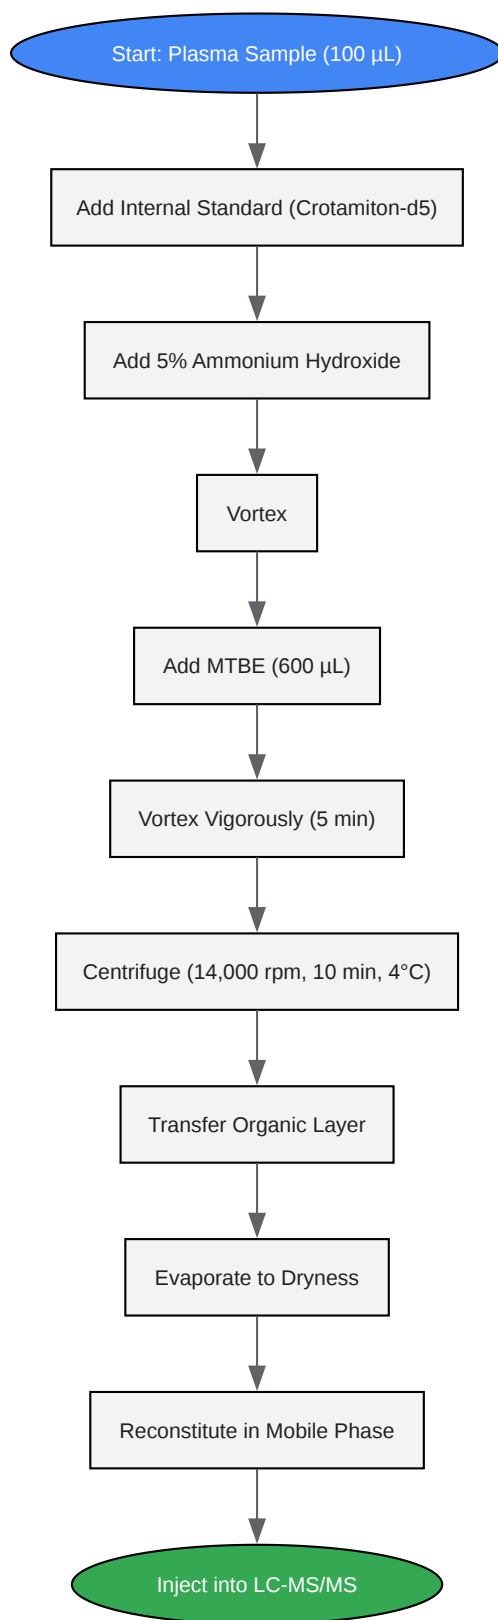 Start: Plasma Sample (100 µL)
Add Internal Standard (Crotamiton-d5)
Add 5% Ammonium Hydroxide
Vortex
Add MTBE (600 µL)
Vortex Vigorously (5 min)
Centrifuge (14,000 rpm, 10 min, 4°C)
Transfer Organic Layer
Evaporate to Dryness
Reconstitute in Mobile Phase
Inject into LC-MS/MS